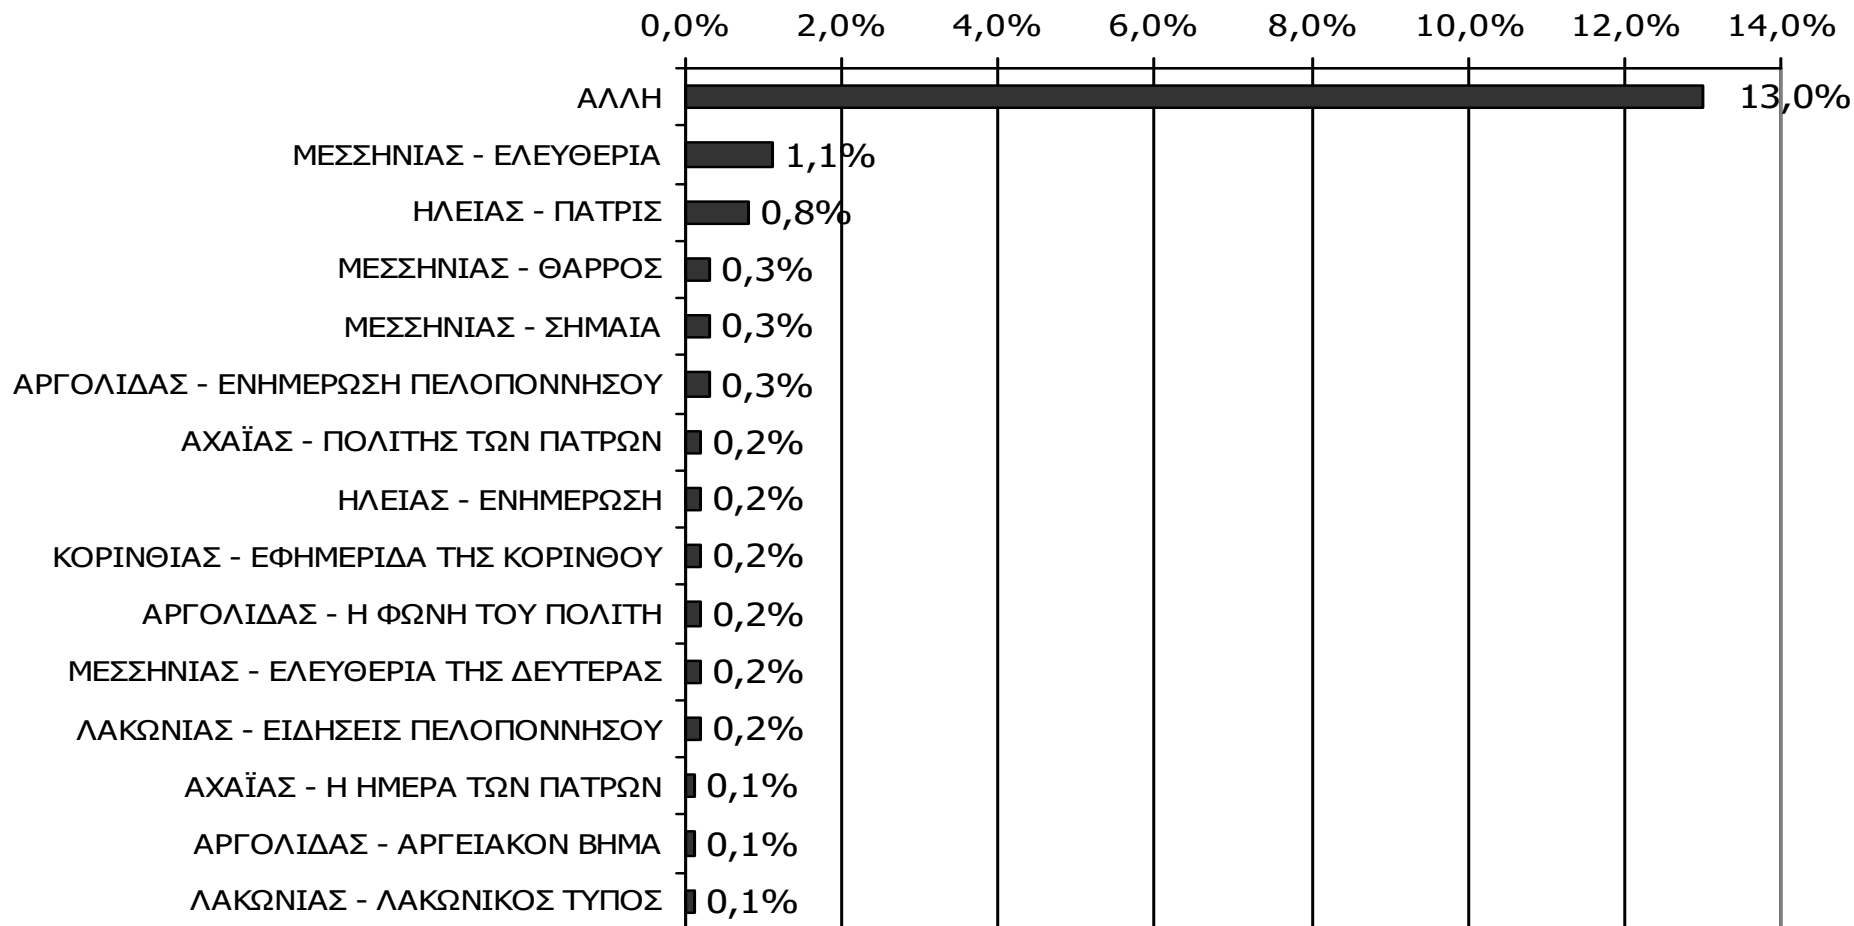 0,0% 2,0% 4,0% 6,0% 8,0% 10,0% 12,0% 14,0%
ΑΛΛΗ 13,0%
ΜΕΣΣΗΝΙΑΣ - ΕΛΕΥΘΕΡΙΑ 1,1%
ΗΛΕΙΑΣ - ΠΑΤΡΙΣ 0,8%
ΜΕΣΣΗΝΙΑΣ - ΘΑΡΡΟΣ 0,3%
ΜΕΣΣΗΝΙΑΣ - ΣΗΜΑΙΑ 0,3%
ΑΡΓΟΛΙΔΑΣ - ΕΝΗΜΕΡΩΣΗ ΠΕΛΟΠΟΝΝΗΣΟΥ 0,3%
ΑΧΑΪΑΣ - ΠΟΛΙΤΗΣ ΤΩΝ ΠΑΤΡΩΝ 0,2%
ΗΛΕΙΑΣ - ΕΝΗΜΕΡΩΣΗ 0,2%
ΚΟΡΙΝΘΙΑΣ - ΕΦΗΜΕΡΙΔΑ ΤΗΣ ΚΟΡΙΝΘΟΥ 0,2%
ΑΡΓΟΛΙΔΑΣ - Η ΦΩΝΗ ΤΟΥ ΠΟΛΙΤΗ 0,2%
ΜΕΣΣΗΝΙΑΣ - ΕΛΕΥΘΕΡΙΑ ΤΗΣ ΔΕΥΤΕΡΑΣ 0,2%
ΛΑΚΩΝΙΑΣ - ΕΙΔΗΣΕΙΣ ΠΕΛΟΠΟΝΝΗΣΟΥ 0,2%
ΑΧΑΪΑΣ - Η ΗΜΕΡΑ ΤΩΝ ΠΑΤΡΩΝ 0,1%
ΑΡΓΟΛΙΔΑΣ - ΑΡΓΕΙΑΚΟΝ ΒΗΜΑ 0,1%
ΛΑΚΩΝΙΑΣ - ΛΑΚΩΝΙΚΟΣ ΤΥΠΟΣ 0,1%